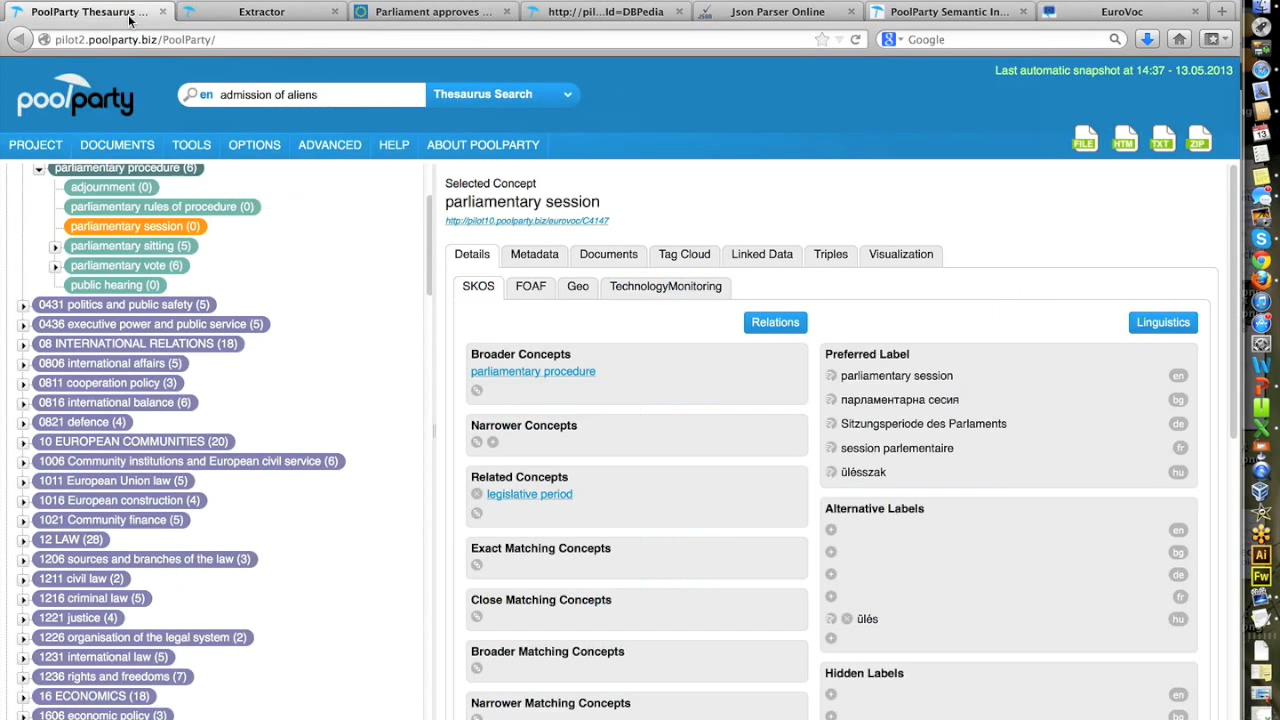 PoolParty Thesaurus ...
Extractor
Parliament approves ...
http://pil...Id=DBPedia
Json Parser Online
PoolParty Semantic In...
EuroVoc
pilot2.poolparty.biz/PoolParty/
Google
Last automatic snapshot at 14:37 - 13.05.2013
poolparty
en admission of aliens
Thesaurus Search
PROJECT DOCUMENTS TOOLS OPTIONS ADVANCED HELP ABOUT POOLPARTY
FILE HTM TXT ZIP
parliamentary procedure (6)
adjournment (0)
parliamentary rules of procedure (0)
parliamentary session (0)
parliamentary sitting (5)
parliamentary vote (6)
public hearing (0)
0431 politics and public safety (5)
0436 executive power and public service (5)
08 INTERNATIONAL RELATIONS (18)
0806 international affairs (5)
0811 cooperation policy (3)
0816 international balance (6)
0821 defence (4)
10 EUROPEAN COMMUNITIES (20)
1006 Community institutions and European civil service (6)
1011 European Union law (5)
1016 European construction (4)
1021 Community finance (5)
12 LAW (28)
1206 sources and branches of the law (3)
1211 civil law (2)
1216 criminal law (5)
1221 justice (4)
1226 organisation of the legal system (2)
1231 international law (5)
1236 rights and freedoms (7)
16 ECONOMICS (18)
1606 economic policy (3)
Selected Concept
parliamentary session
http://pilot10.poolparty.biz/eurovoc/C4147
Details Metadata Documents Tag Cloud Linked Data Triples Visualization
SKOS FOAF Geo TechnologyMonitoring
Relations
Broader Concepts
parliamentary procedure
Narrower Concepts
Related Concepts
legislative period
Exact Matching Concepts
Close Matching Concepts
Broader Matching Concepts
Narrower Matching Concepts
Linguistics
Preferred Label
parliamentary session en
парламентарна сесия bg
Sitzungsperiode des Parlaments de
session parlementaire fr
ülésszak hu
Alternative Labels
en
bg
de
fr
ülés hu
Hidden Labels
en
bg
Ai
Fw